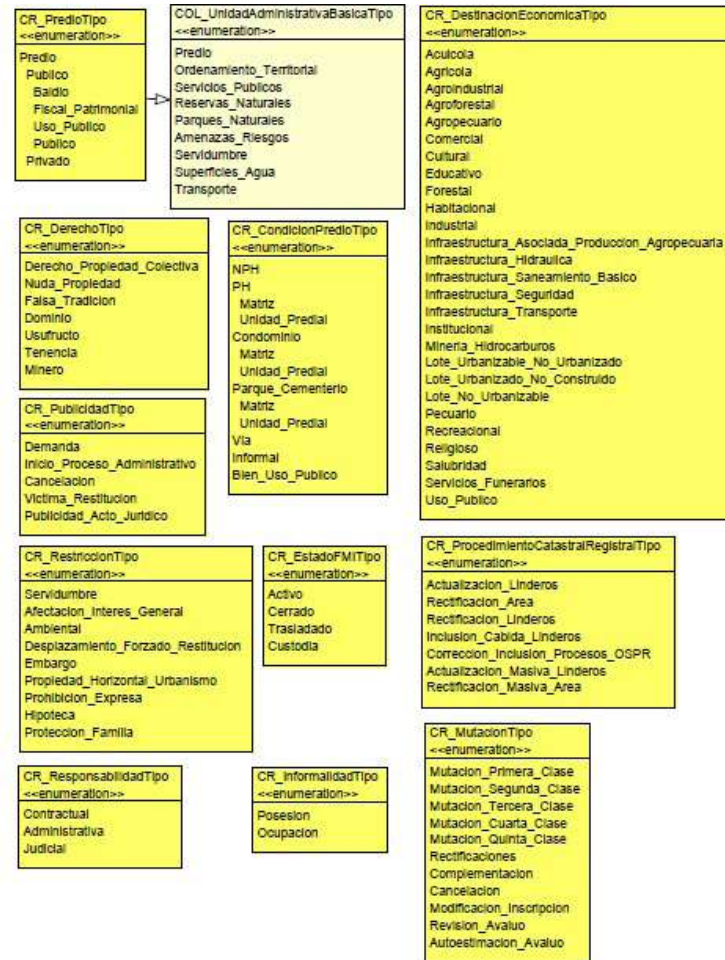 CR_PredioTipo
<<enumeration>>
Predio
Publico
Baldio
Fiscal_Patrimonial
Uso_Publico
Publico
Privado
COL_UnidadAdministrativaBasicaTipo
<<enumeration>>
Predio
Ordenamiento_Territorial
Servicios_Publicos
Reservas_Naturales
Parques_Naturales
Amenazas_Riesgos
Servidumbre
Superficies_Agua
Transporte
CR_DestinacionEconomicaTipo
<<enumeration>>
Acuicola
Agricola
Agroindustrial
Agroforestal
Agropecuario
Comercial
Cultural
Educativo
Forestal
Habitacional
Industrial
Infraestructura_Asociada_Produccion_Agropecuaria
Infraestructura_Hidraulica
Infraestructura_Saneamiento_Basico
Infraestructura_Seguridad
Infraestructura_Transporte
Institucional
Mineria_Hidrocarburos
Lote_Urbanizable_No_Urbanizado
Lote_Urbanizado_No_Construido
Lote_No_Urbanizable
Pecuario
Recreacional
Religioso
Salubridad
Servicios_Funerarios
Uso_Publico
CR_DerechoTipo
<<enumeration>>
Derecho_Propiedad_Colectiva
Nuda_Propiedad
Falsa_Tradicion
Dominio
Usufructo
Tenencia
Minero
CR_CondicionPredioTipo
<<enumeration>>
NPH
PH
Matriz
Unidad_Predial
Condominio
Matriz
Unidad_Predial
Parque_Cementerio
Matriz
Unidad_Predial
Via
Informal
Bien_Uso_Publico
CR_PublicidadTipo
<<enumeration>>
Demanda
Inicio_Proceso_Administrativo
Cancelacion
Victima_Restitucion
Publicidad_Acto_Juridico
CR_RestriccionTipo
<<enumeration>>
Servidumbre
Afectacion_Interes_General
Ambiental
Desplazamiento_Forzado_Restitucion
Embargo
Propiedad_Horizontal_Urbanismo
Prohibicion_Expresa
Hipoteca
Proteccion_Familia
CR_EstadoFMITipo
<<enumeration>>
Activo
Cerrado
Trasladado
Custodia
CR_ProcedimientoCatastralRegistralTipo
<<enumeration>>
Actualizacion_Linderos
Rectificacion_Area
Rectificacion_Linderos
Inclusion_Cabida_Linderos
Correccion_Inclusion_Procesos_OSPR
Actualizacion_Masiva_Linderos
Rectificacion_Masiva_Area
CR_ResponsabilidadTipo
<<enumeration>>
Contractual
Administrativa
Judicial
CR_InformalidadTipo
<<enumeration>>
Posesion
Ocupacion
CR_MutacionTipo
<<enumeration>>
Mutacion_Primera_Clase
Mutacion_Segunda_Clase
Mutacion_Tercera_Clase
Mutacion_Cuarta_Clase
Mutacion_Quinta_Clase
Rectificaciones
Complementacion
Cancelacion
Modificacion_Inscripcion
Revision_Avaluo
Autoestimacion_Avaluo